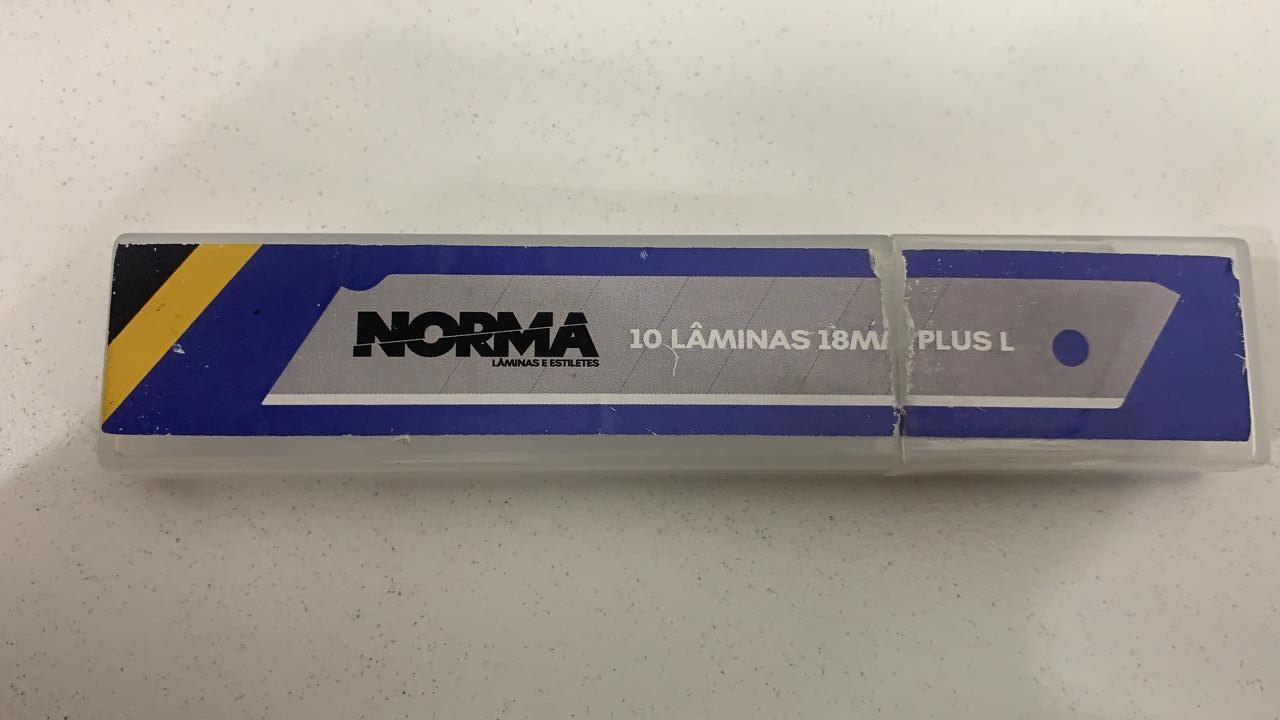 NORMA
LÂMINAS E ESTILETES
10 LÂMINAS 18MM PLUS L